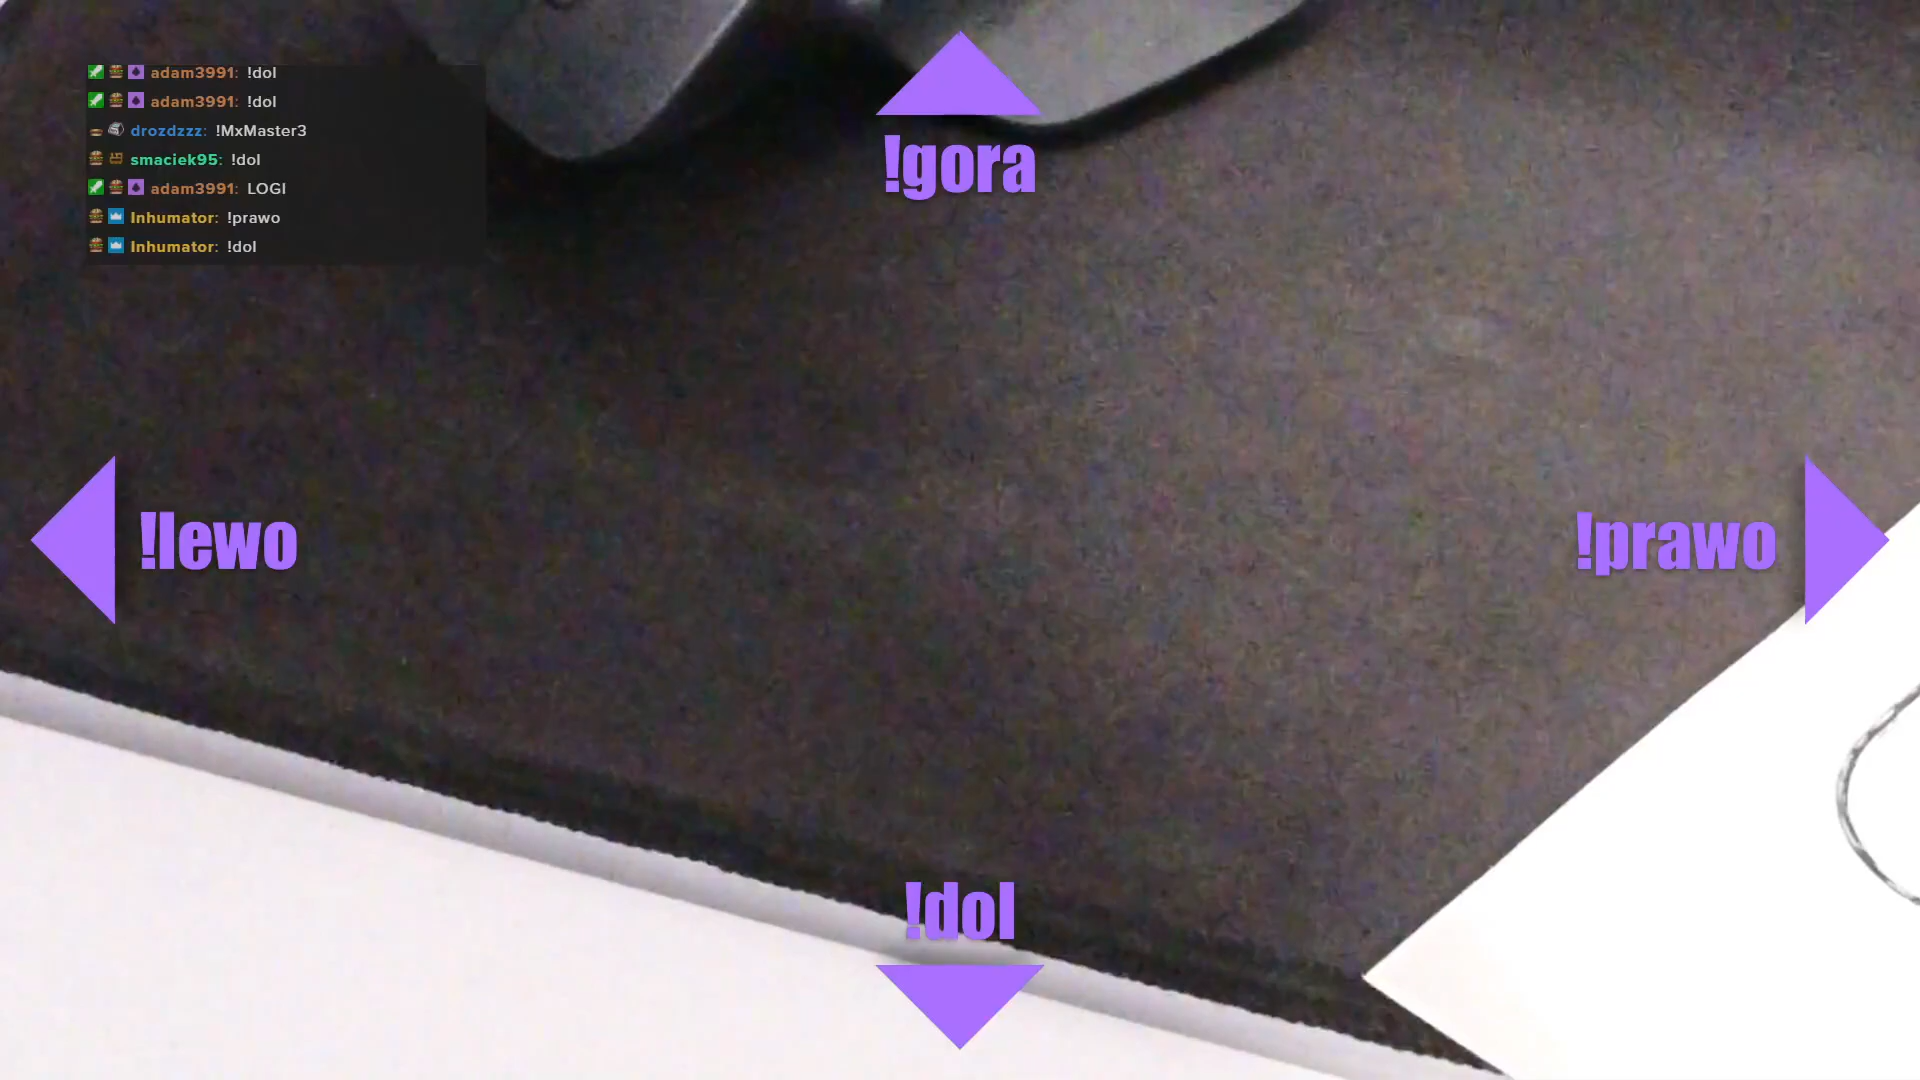 adam3991: !dol
adam3991: !dol
drozdzzz: !MxMaster3
smaciek95: !dol
adam3991: LOGI
Inhumator: !prawo
Inhumator: !dol
!gora
!lewo
!prawo
!dol